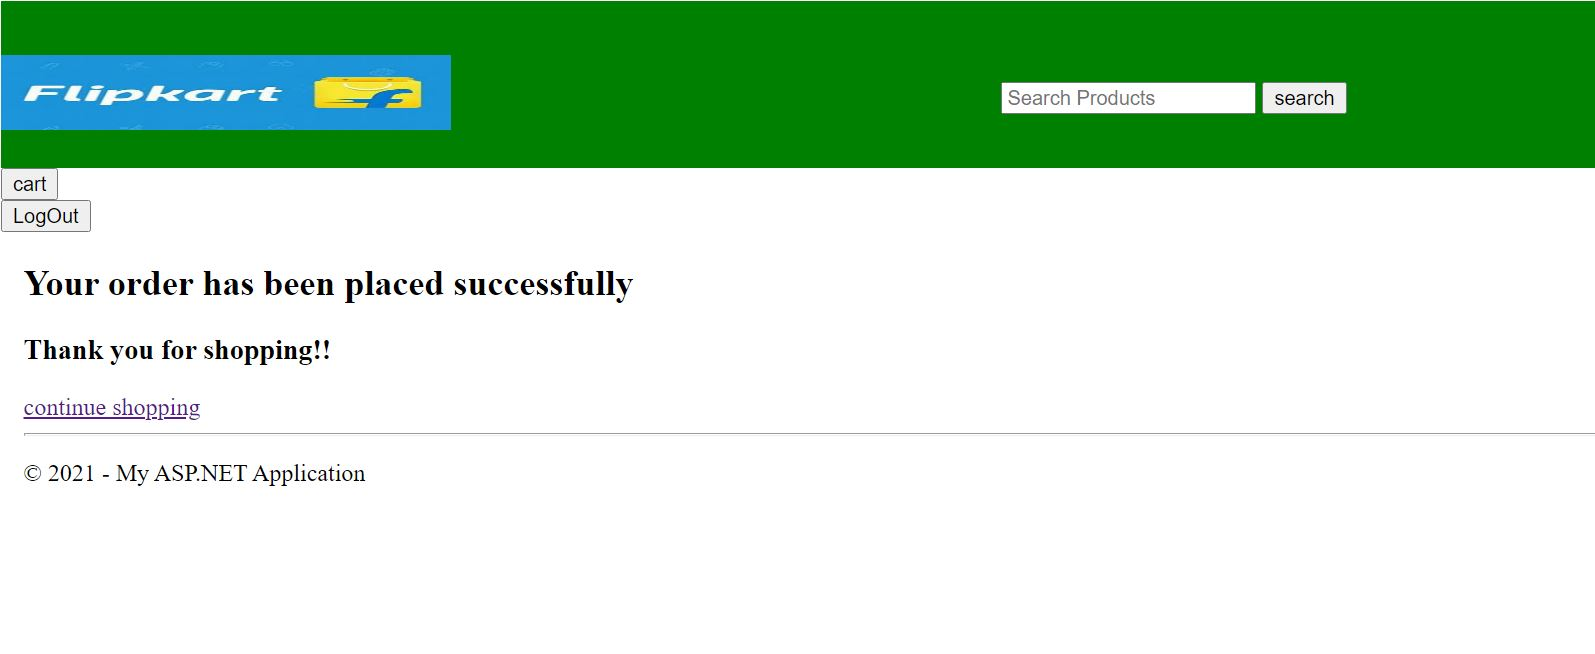 Flipkart
Search Products search
cart
LogOut
Your order has been placed successfully
Thank you for shopping!!
continue shopping
© 2021 - My ASP.NET Application